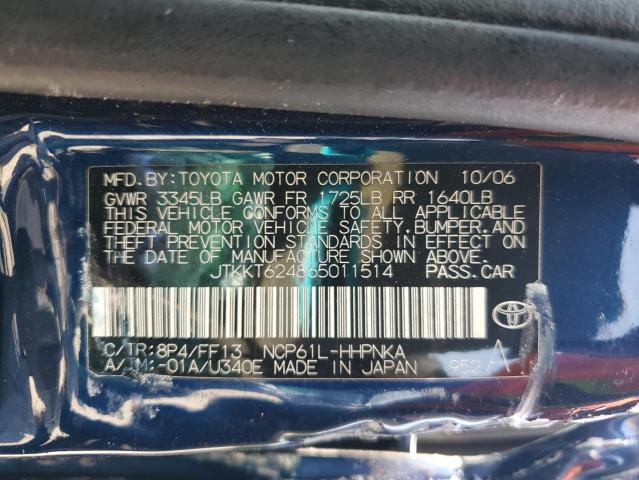 MFD.BY:TOYOTA MOTOR CORPORATION 10/06
GVWR 3345LB GAWR FR 1725LB RR 1640LB
THIS VEHICLE CONFORMS TO ALL APPLICABLE
FEDERAL MOTOR VEHICLE SAFETY,BUMPER,AND
THEFT PREVENTION STANDARDS IN EFFECT ON
THE DATE OF MANUFACTURE SHOWN ABOVE.
JTKKT624865011514 PASS.CAR
C/TR:8P4/FF13 NCP61L-HHPNKA
A/TM:-01A/U340E MADE IN JAPAN 952 A